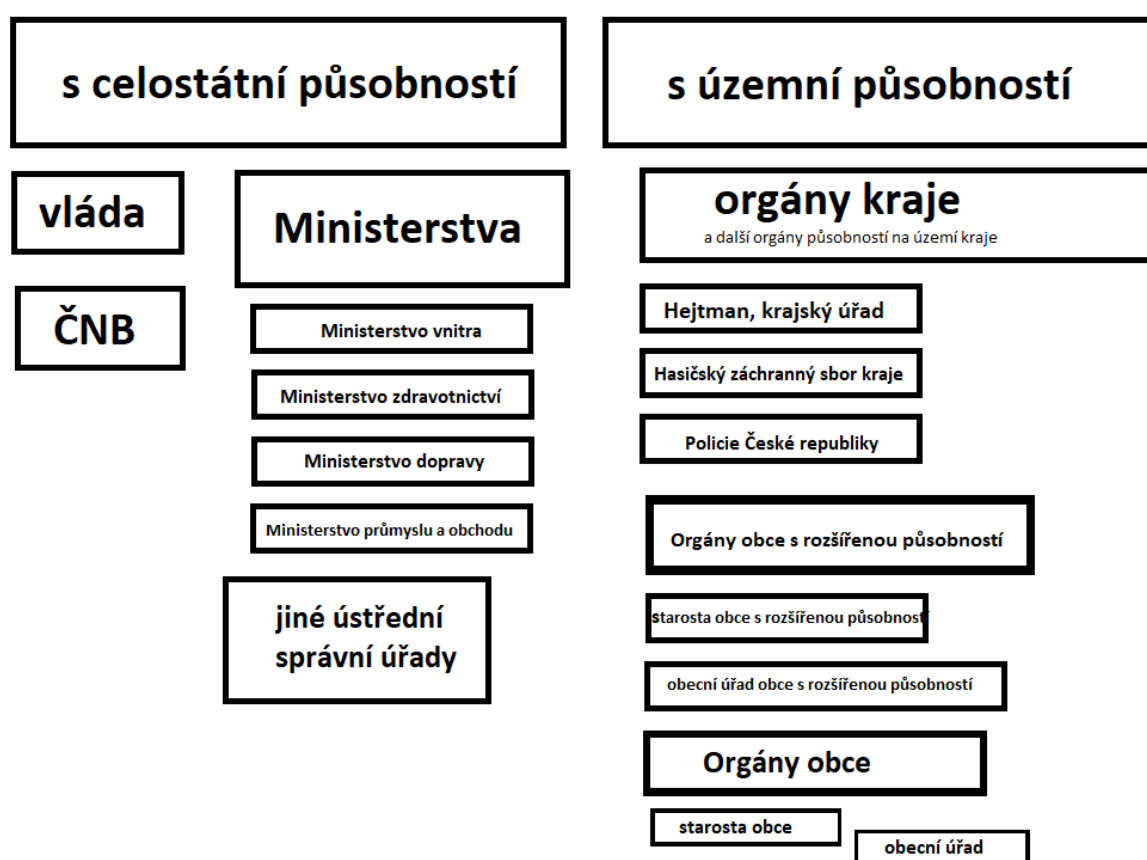 s celostátní působností
vláda
Ministerstva
ČNB
Ministerstvo vnitra
Ministerstvo zdravotnictví
Ministerstvo dopravy
Ministerstvo průmyslu a obchodu
jiné ústřední
správní úřady
s územní působností
orgány kraje
a další orgány působností na území kraje
Hejtman, krajský úřad
Hasičský záchranný sbor kraje
Policie České republiky
Orgány obce s rozšířenou působností
starosta obce s rozšířenou působností
obecní úřad obce s rozšířenou působností
Orgány obce
starosta obce
obecní úřad